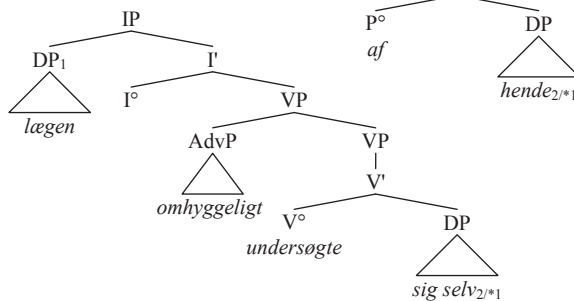 IP
P° DP
af
DP₁ I'
hende₂/*₁
I° VP
lægen
AdvP VP
V'
omhyggeligt
V° DP
undersøgte
sig selv₂/*₁